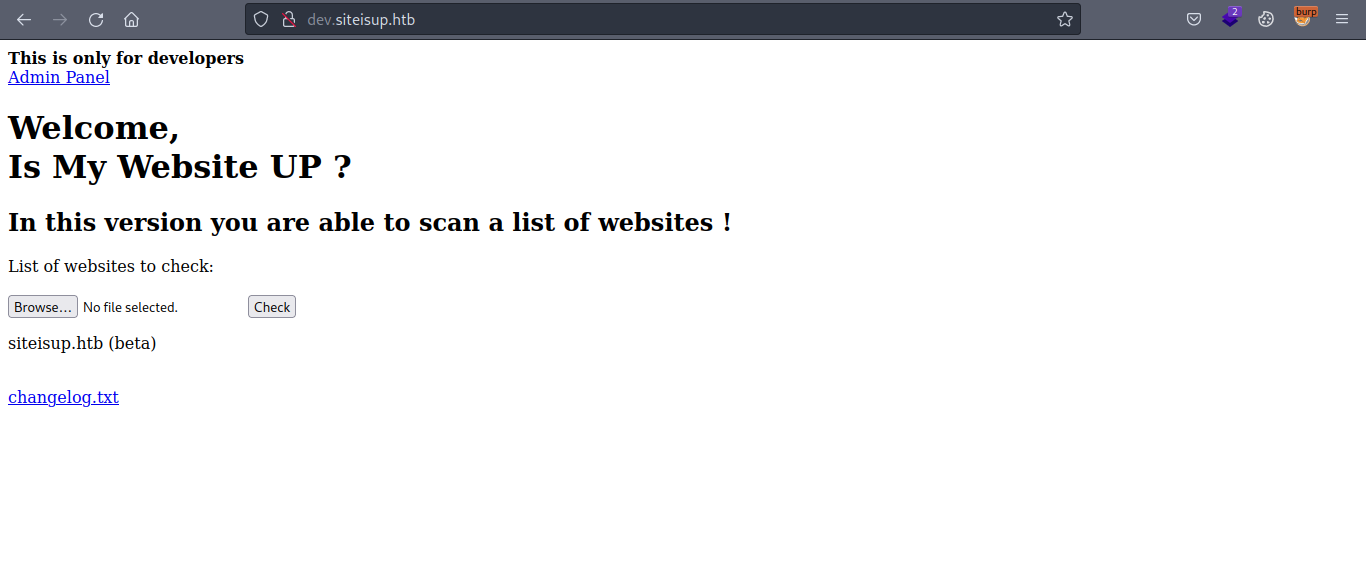 dev.siteisup.htb
2
burp
This is only for developers
Admin Panel
Welcome,
Is My Website UP ?
In this version you are able to scan a list of websites !
List of websites to check:
Browse... No file selected. Check
siteisup.htb (beta)
changelog.txt